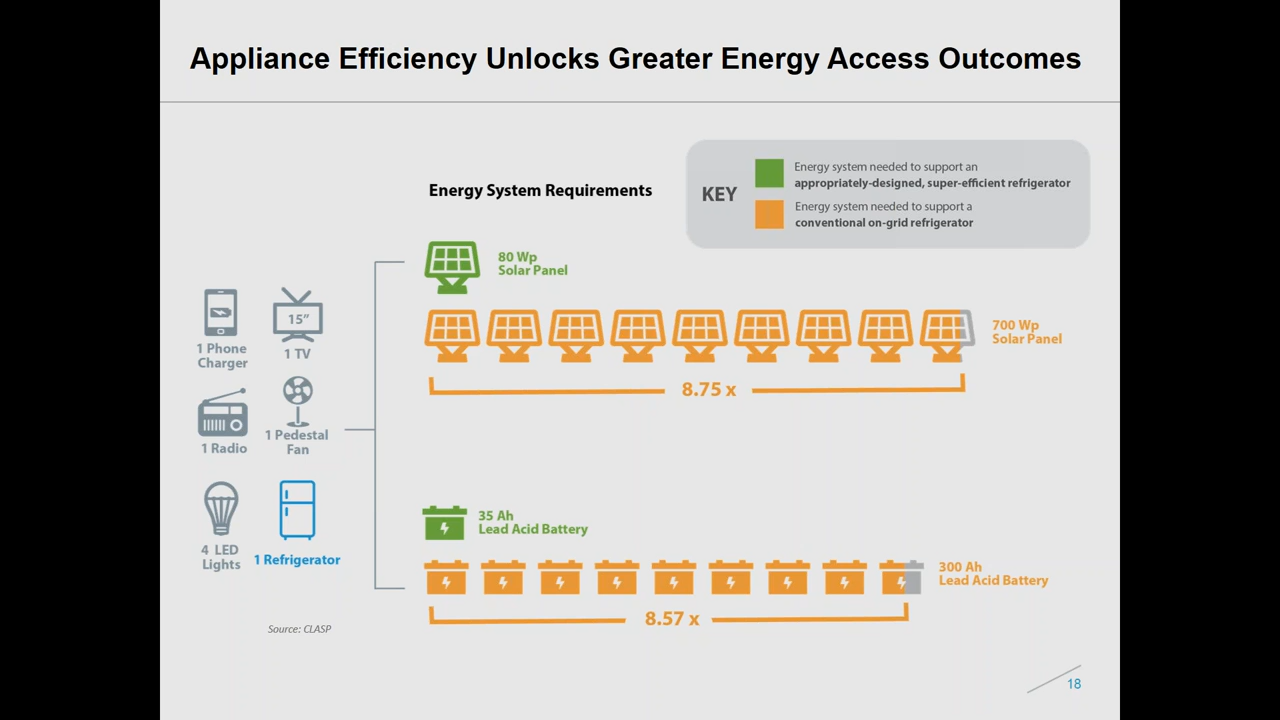 Appliance Efficiency Unlocks Greater Energy Access Outcomes
Energy System Requirements
KEY
Energy system needed to support an
appropriately-designed, super-efficient refrigerator
Energy system needed to support a
conventional on-grid refrigerator
80 Wp
Solar Panel
700 Wp
Solar Panel
8.75 x
1 Phone
Charger
15”
1 TV
1 Radio
1 Pedestal
Fan
4 LED
Lights
1 Refrigerator
35 Ah
Lead Acid Battery
300 Ah
Lead Acid Battery
8.57 x
Source: CLASP
18